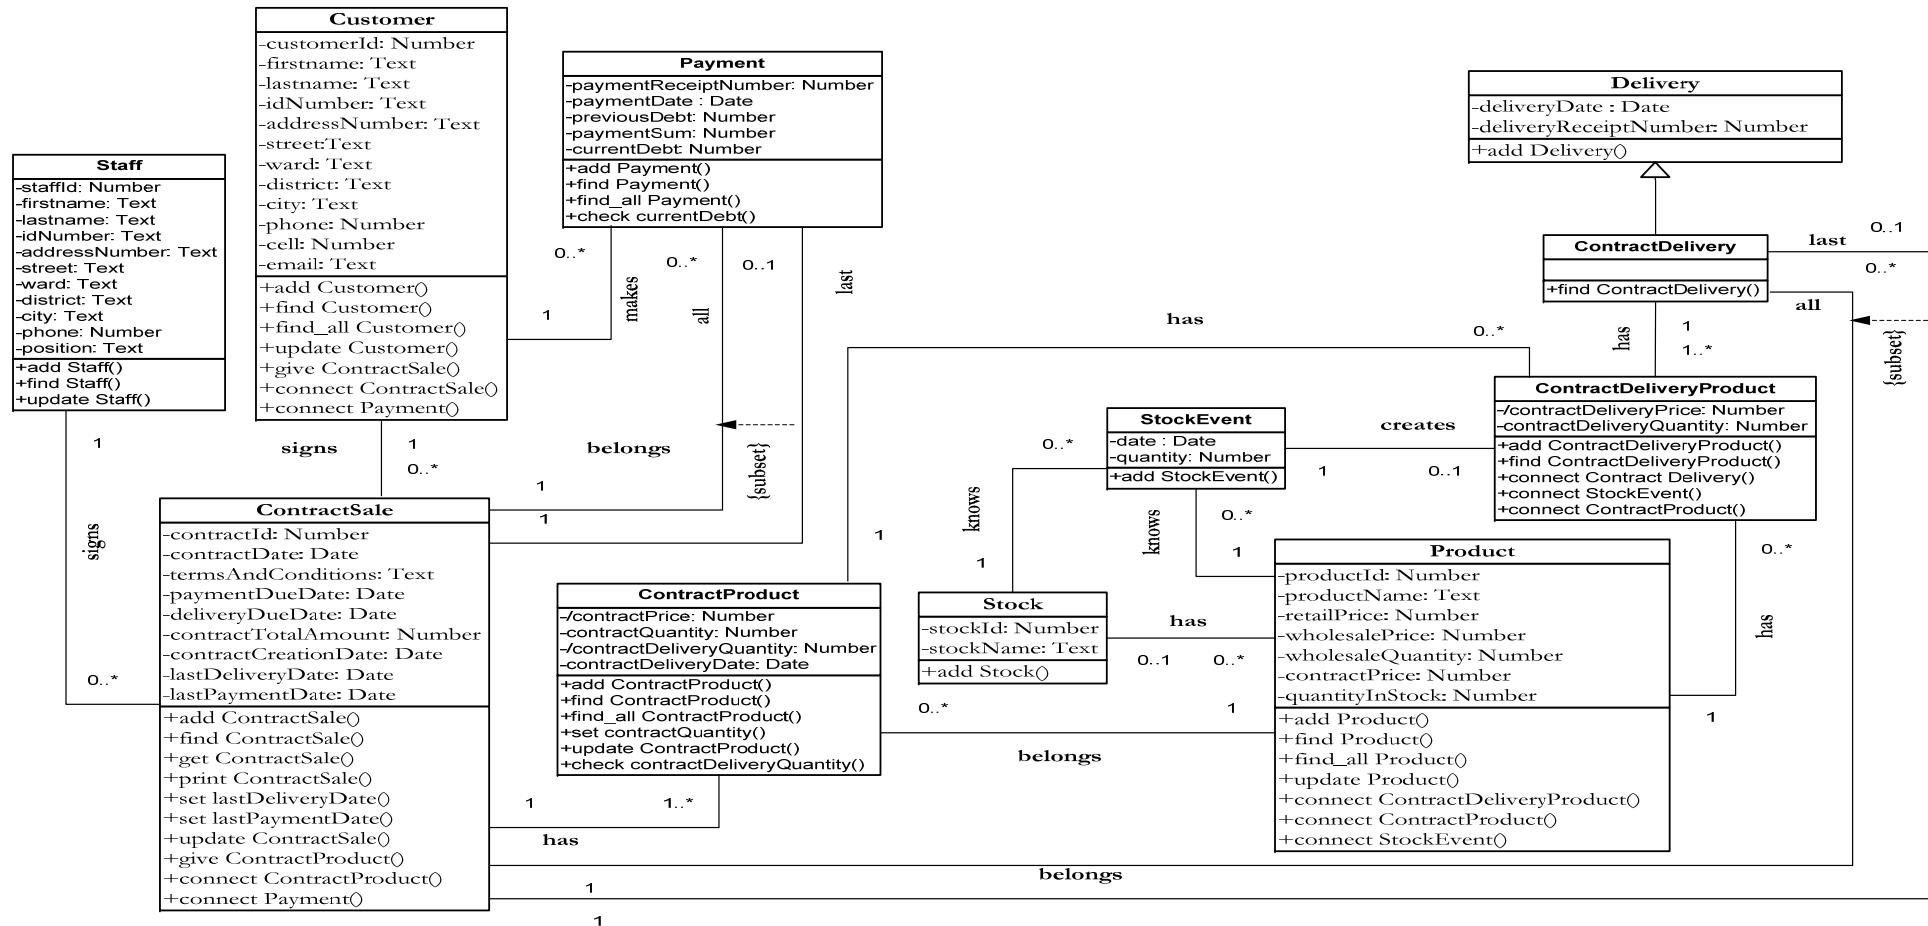 Customer
-customerId: Number
-firstname: Text
-lastname: Text
-idNumber: Text
-addressNumber: Text
-street:Text
-ward: Text
-district: Text
-city: Text
-phone: Number
-cell: Number
-email: Text
+add Customer()
+find Customer()
+find_all Customer()
+update Customer()
+give ContractSale()
+connect ContractSale()
+connect Payment()
Payment
-paymentReceiptNumber: Number
-paymentDate : Date
-previousDebt: Number
-paymentSum: Number
-currentDebt: Number
+add Payment()
+find Payment()
+find_all Payment()
+check currentDebt()
Delivery
-deliveryDate : Date
-deliveryReceiptNumber: Number
+add Delivery()
Staff
-staffId: Number
-firstname: Text
-lastname: Text
-idNumber: Text
-addressNumber: Text
-street: Text
-ward: Text
-district: Text
-city: Text
-phone: Number
-position: Text
+add Staff()
+find Staff()
+update Staff()
0..*
1
makes
0..*
all
0..1
last
ContractDelivery
+find ContractDelivery()
0..1
last
0..*
all
{subset}
has
0..*
has
1
1..*
ContractDeliveryProduct
-/contractDeliveryPrice: Number
-contractDeliveryQuantity: Number
+add ContractDeliveryProduct()
+find ContractDeliveryProduct()
+connect Contract Delivery()
+connect StockEvent()
+connect ContractProduct()
StockEvent
-date : Date
-quantity: Number
+add StockEvent()
creates
1
0..1
0..*
knows
1
0..*
knows
1
1
signs
1
0..*
belongs
{subset}
1
1
1
signs
0..*
ContractSale
-contractId: Number
-contractDate: Date
-termsAndConditions: Text
-paymentDueDate: Date
-deliveryDueDate: Date
-contractTotalAmount: Number
-contractCreationDate: Date
-lastDeliveryDate: Date
-lastPaymentDate: Date
+add ContractSale()
+find ContractSale()
+get ContractSale()
+print ContractSale()
+set lastDeliveryDate()
+set lastPaymentDate()
+update ContractSale()
+give ContractProduct()
+connect ContractProduct()
+connect Payment()
ContractProduct
-/contractPrice: Number
-contractQuantity: Number
-/contractDeliveryQuantity: Number
-contractDeliveryDate: Date
+add ContractProduct()
+find ContractProduct()
+find_all ContractProduct()
+set contractQuantity()
+update ContractProduct()
+check contractDeliveryQuantity()
Stock
-stockId: Number
-stockName: Text
+add Stock()
has
0..1
0..*
Product
-productId: Number
-productName: Text
-retailPrice: Number
-wholesalePrice: Number
-wholesaleQuantity: Number
-contractPrice: Number
-quantityInStock: Number
+add Product()
+find Product()
+find_all Product()
+update Product()
+connect ContractDeliveryProduct()
+connect ContractProduct()
+connect StockEvent()
0..*
has
1
0..*
1
belongs
1
1..*
has
belongs
1
1